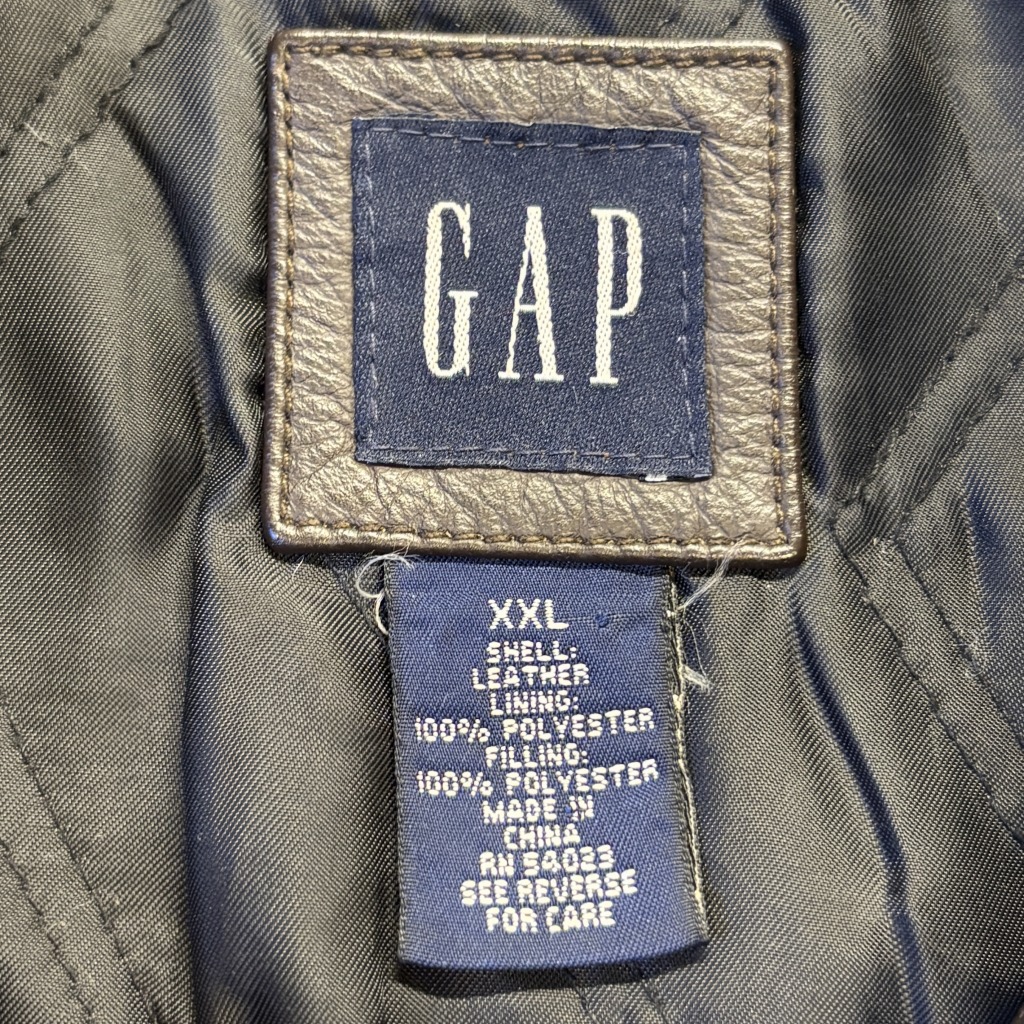 GAP
XXL
SHELL:
LEATHER
LINING:
100% POLYESTER
FILLING:
100% POLYESTER
MADE IN
CHINA
RN 54023
SEE REVERSE
FOR CARE